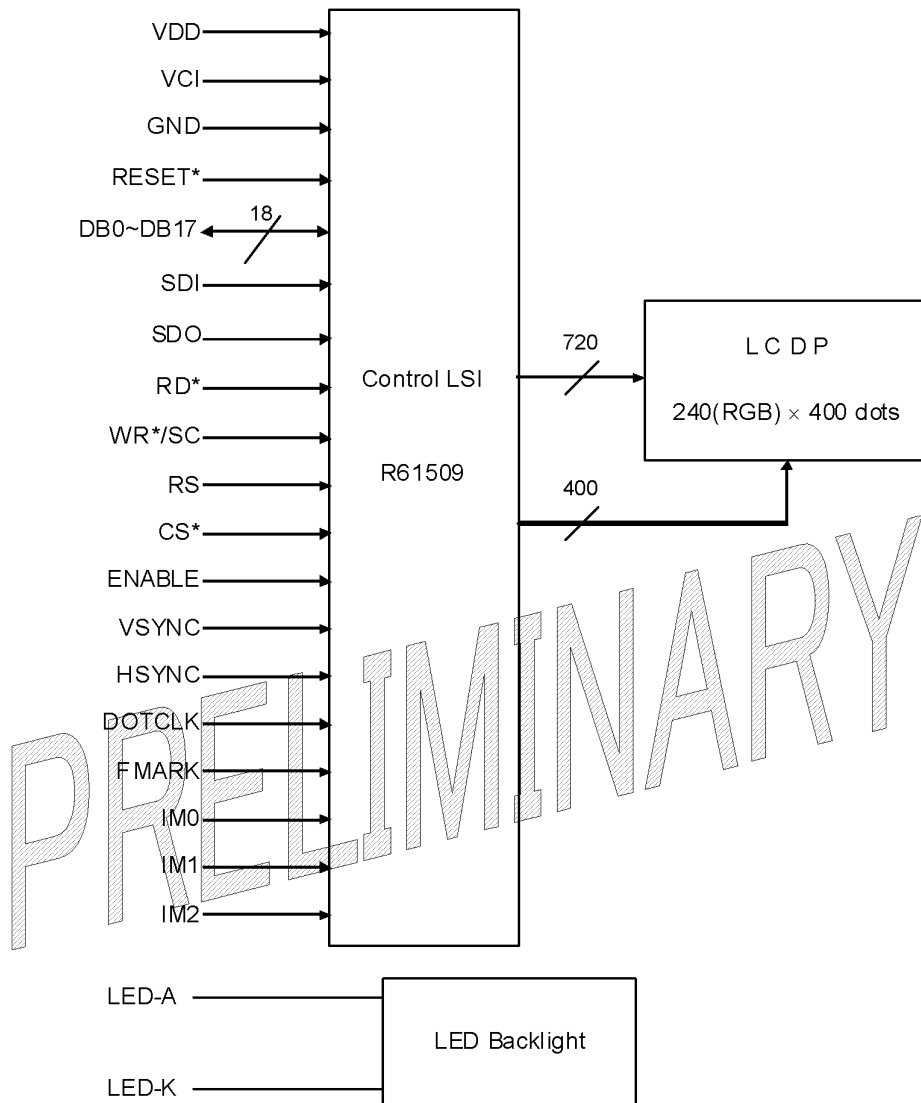 VDD
VCI
GND
RESET*
18
DB0~DB17
SDI
SDO
RD*
WR*/SC
RS
CS*
ENABLE
VSYNC
HSYNC
DOTCLK
FMARK
IM0
IM1
IM2
Control LSI
R61509
720
400
L C D P
240(RGB) × 400 dots
PRELIMINARY
LED-A
LED-K
LED Backlight